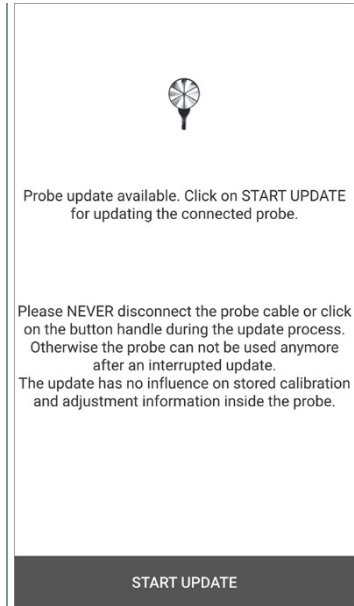 Probe update available. Click on START UPDATE
for updating the connected probe.
Please NEVER disconnect the probe cable or click
on the button handle during the update process.
Otherwise the probe can not be used anymore
after an interrupted update.
The update has no influence on stored calibration
and adjustment information inside the probe.
START UPDATE